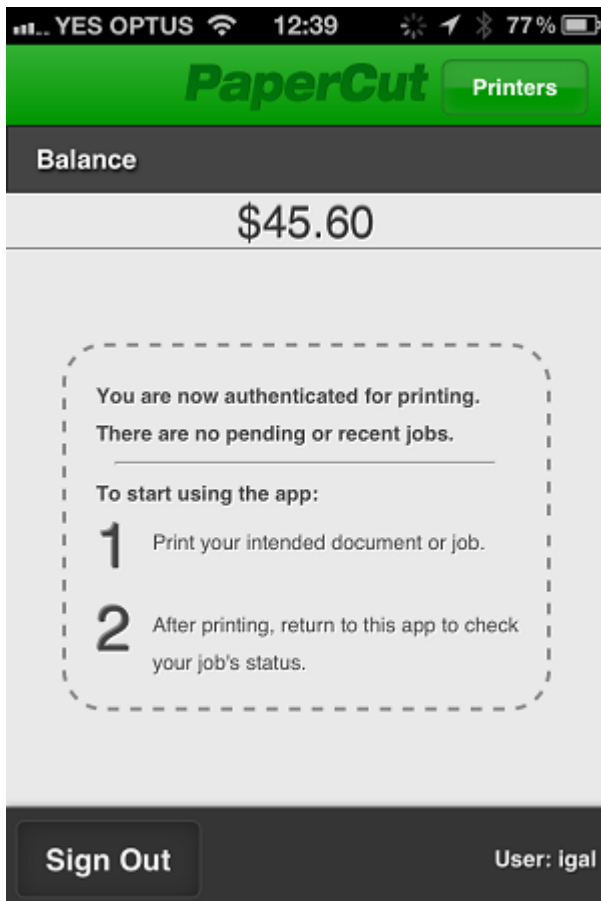 YES OPTUS 12:39 77%
PaperCut Printers
Balance
$45.60
You are now authenticated for printing.
There are no pending or recent jobs.
To start using the app:
1 Print your intended document or job.
2 After printing, return to this app to check
your job's status.
Sign Out User: igal